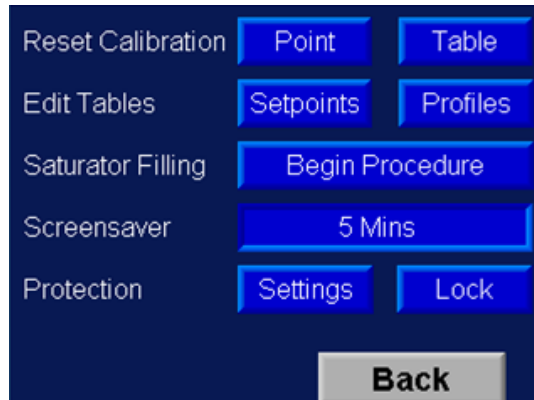 Reset Calibration Point Table
Edit Tables Setpoints Profiles
Saturator Filling Begin Procedure
Screensaver 5 Mins
Protection Settings Lock
Back